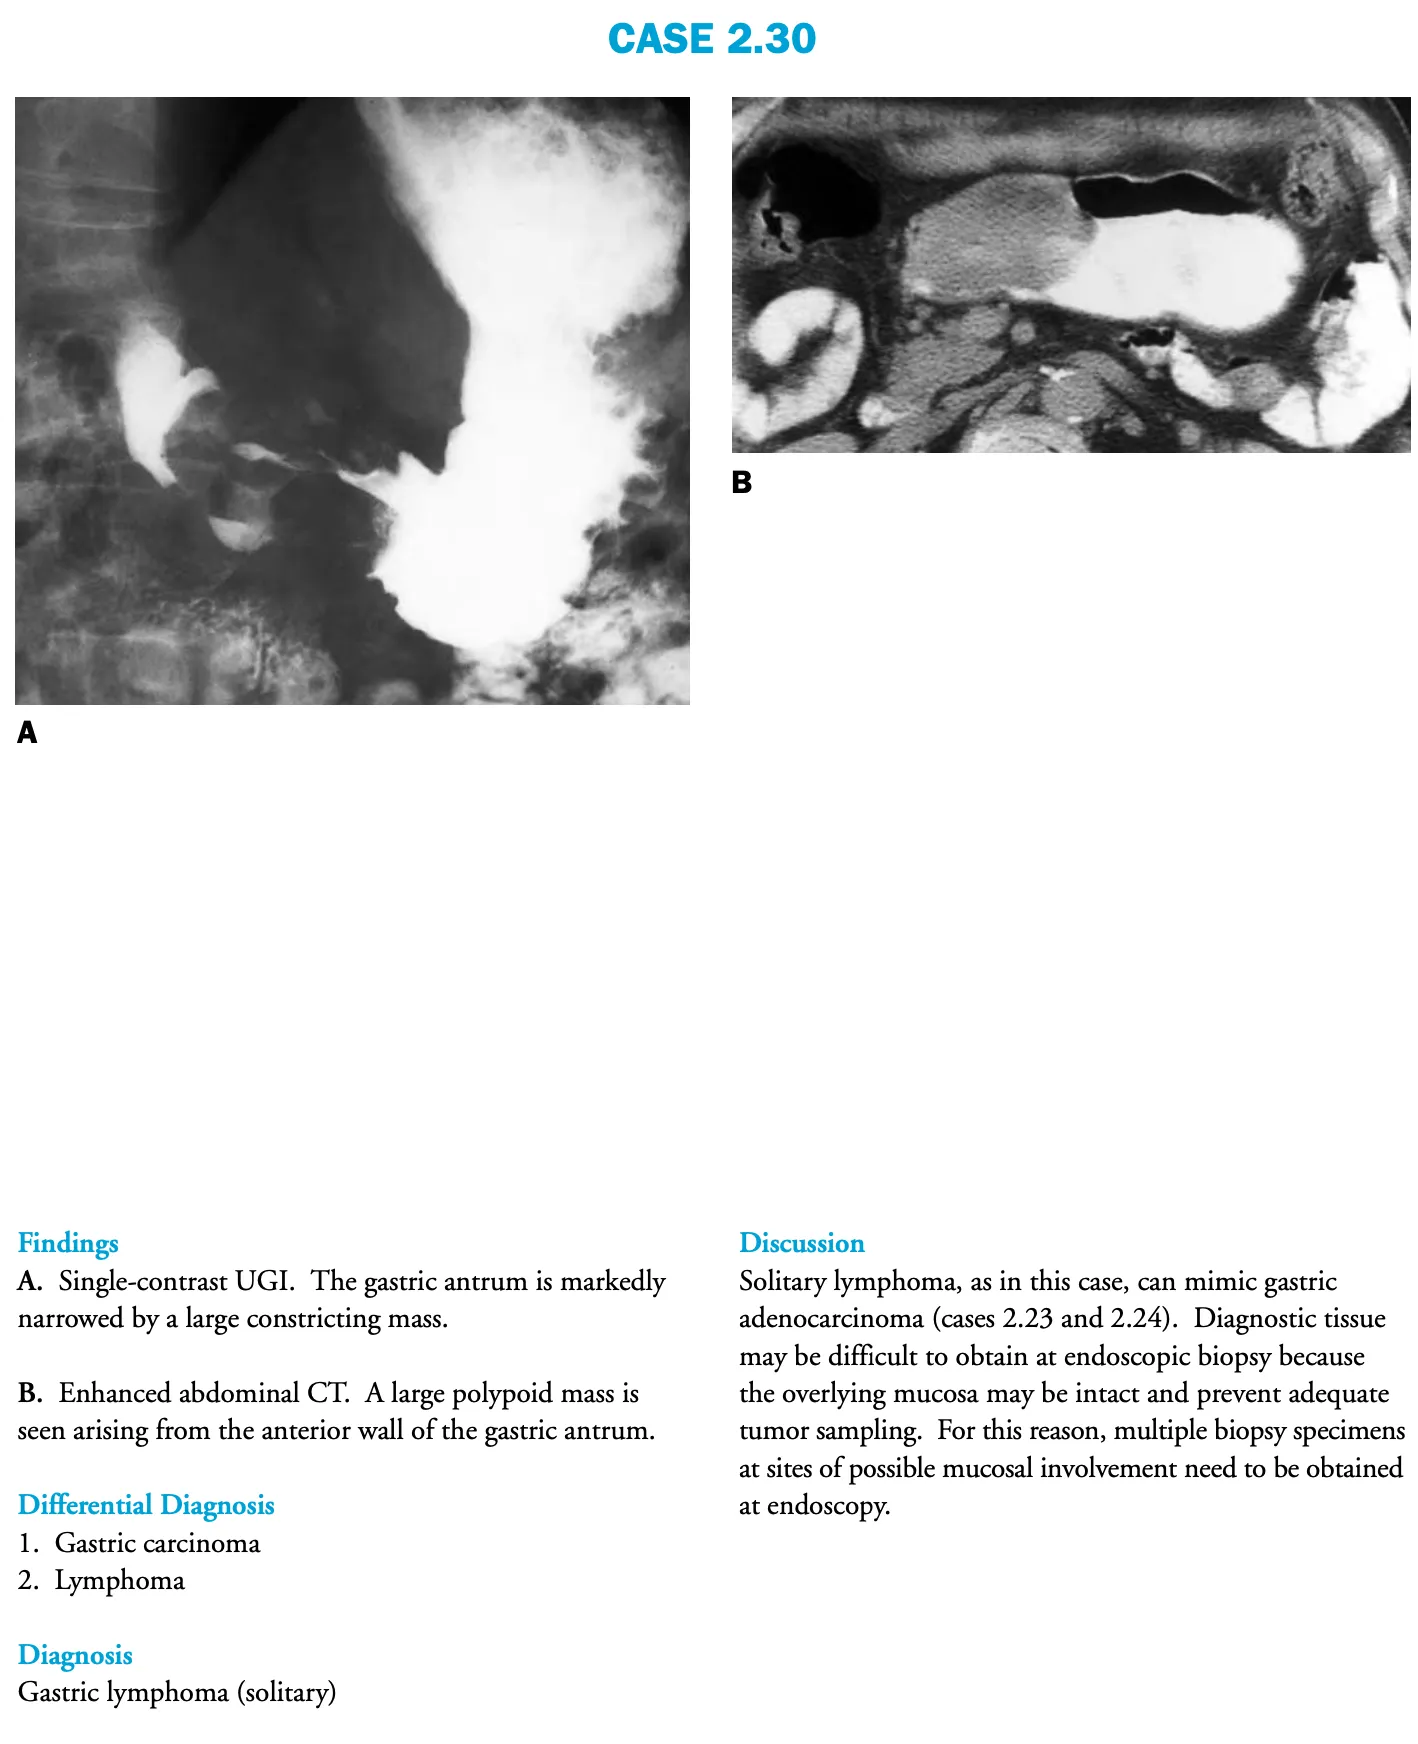 CASE 2.30
A
B
Findings
A. Single-contrast UGI. The gastric antrum is markedly
narrowed by a large constricting mass.
B. Enhanced abdominal CT. A large polypoid mass is
seen arising from the anterior wall of the gastric antrum.
Differential Diagnosis
1. Gastric carcinoma
2. Lymphoma
Diagnosis
Gastric lymphoma (solitary)
Discussion
Solitary lymphoma, as in this case, can mimic gastric
adenocarcinoma (cases 2.23 and 2.24). Diagnostic tissue
may be difficult to obtain at endoscopic biopsy because
the overlying mucosa may be intact and prevent adequate
tumor sampling. For this reason, multiple biopsy specimens
at sites of possible mucosal involvement need to be obtained
at endoscopy.